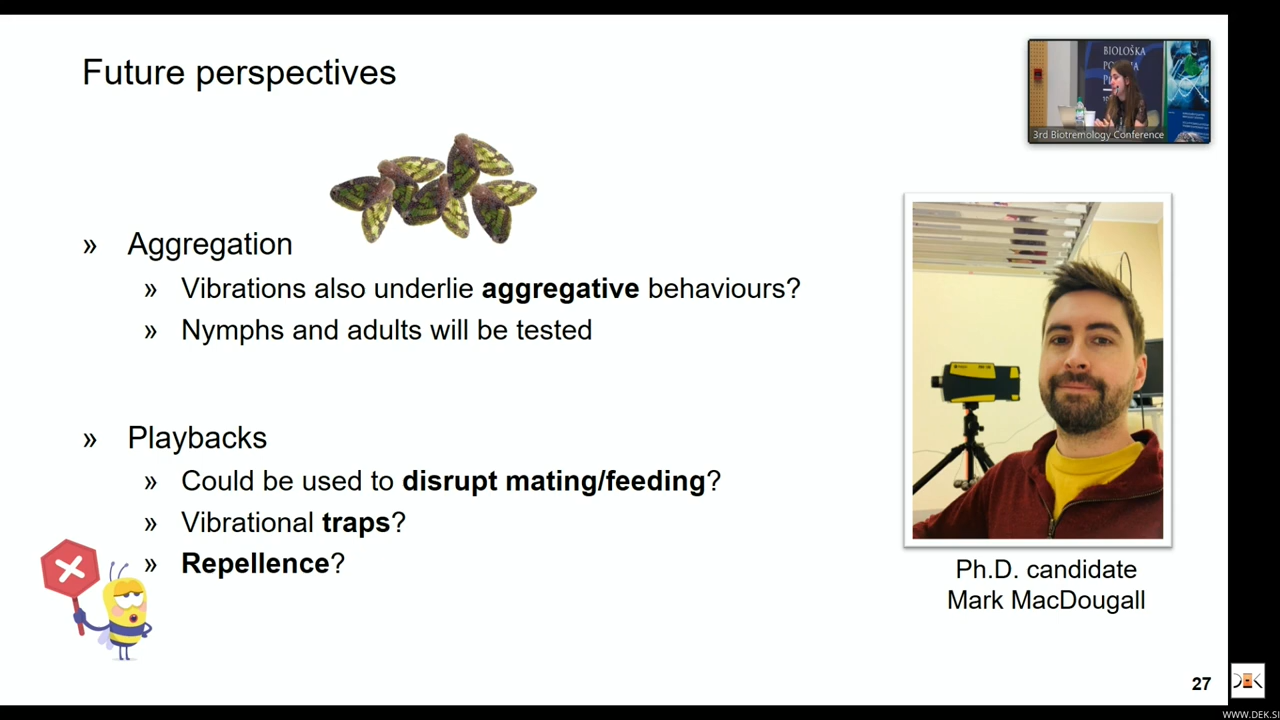 Future perspectives
BIOLOŠKA
3rd Biotremology Conference
» Aggregation
» Vibrations also underlie aggregative behaviours?
» Nymphs and adults will be tested
» Playbacks
» Could be used to disrupt mating/feeding?
» Vibrational traps?
» Repellence?
Ph.D. candidate
Mark MacDougall
27
WWW.DEK.SI